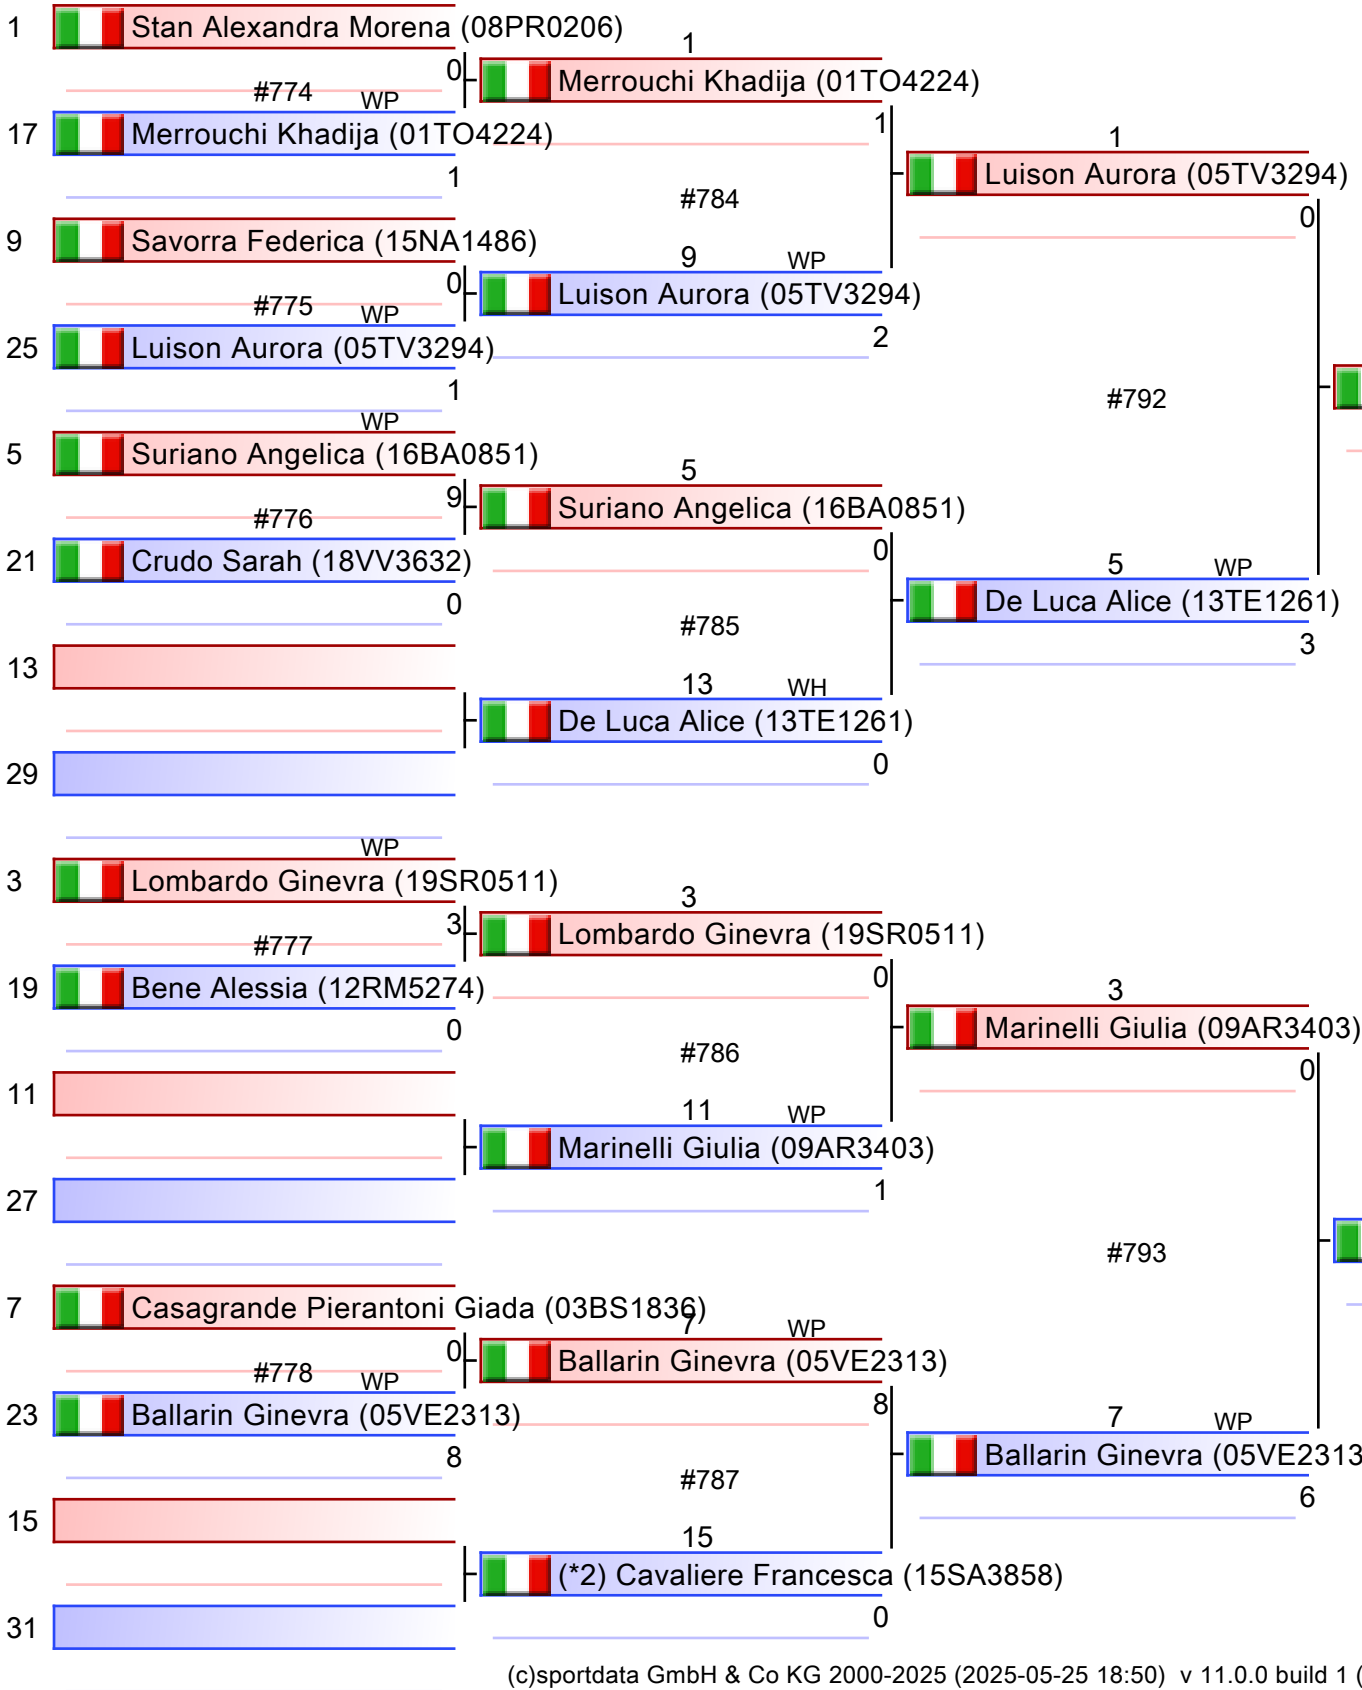 1 Stan Alexandra Morena (08PR0206)
0
#774 WP
17 Merrouchi Khadija (01TO4224)
1
9 Savorra Federica (15NA1486)
0
#775 WP
25 Luison Aurora (05TV3294)
1
WP
5 Suriano Angelica (16BA0851)
9
#776
21 Crudo Sarah (18VV3632)
0
13
29
WP
3 Lombardo Ginevra (19SR0511)
3
#777
19 Bene Alessia (12RM5274)
0
11
27
7 Casagrande Pierantoni Giada (03BS1836)
0
#778 WP
23 Ballarin Ginevra (05VE2313)
8
15
31
1
Merrouchi Khadija (01TO4224)
1
#784
9 WP
Luison Aurora (05TV3294)
2
5
Suriano Angelica (16BA0851)
0
#785
13 WH
De Luca Alice (13TE1261)
0
3
Lombardo Ginevra (19SR0511)
0
#786
11 WP
Marinelli Giulia (09AR3403)
1
7 WP
Ballarin Ginevra (05VE2313)
8
#787
15
(*2) Cavaliere Francesca (15SA3858)
0
1
Luison Aurora (05TV3294)
0
#792
5 WP
De Luca Alice (13TE1261)
3
3
Marinelli Giulia (09AR3403)
0
#793
7 WP
Ballarin Ginevra (05VE2313
6
(c)sportdata GmbH & Co KG 2000-2025 (2025-05-25 18:50) v 11.0.0 build 1 (